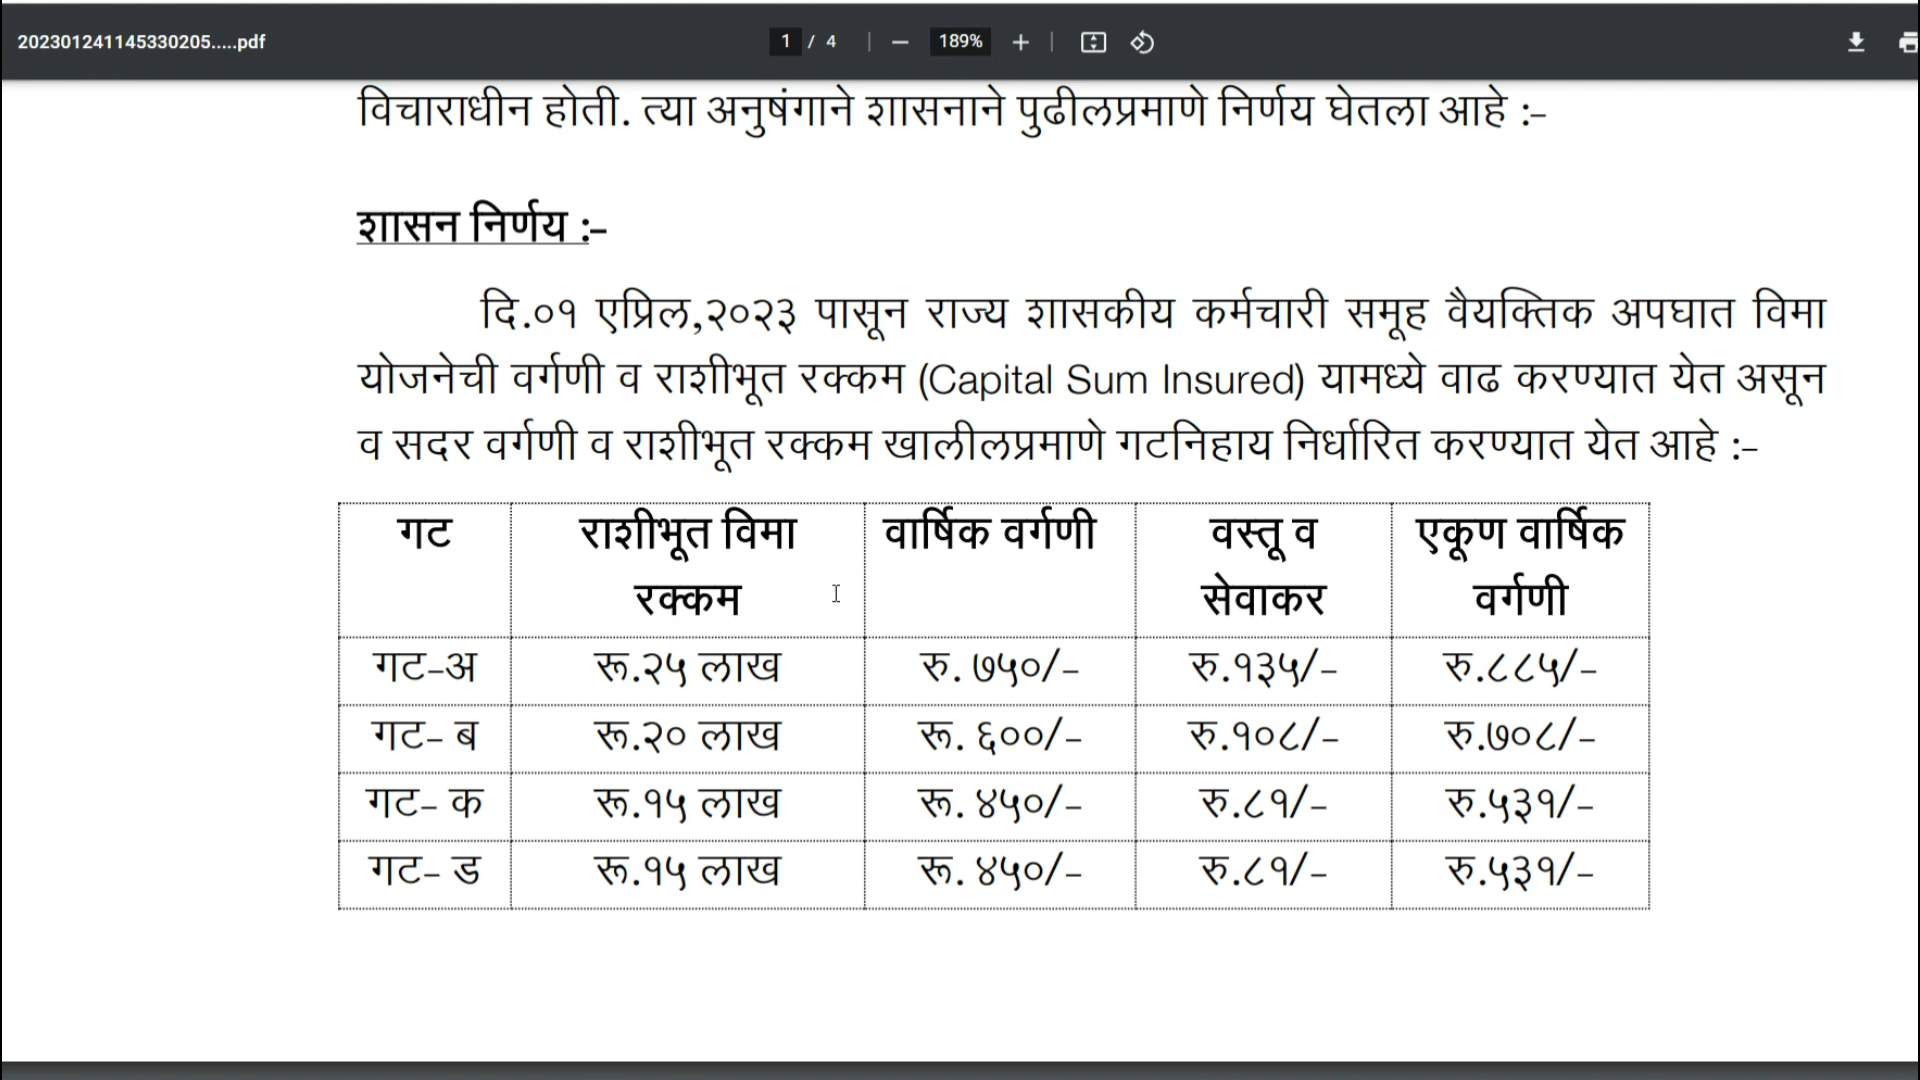 202301241145330205.....pdf
1 / 4
189%
विचाराधीन होती. त्या अनुषंगाने शासनाने पुढीलप्रमाणे निर्णय घेतला आहे :-
शासन निर्णय :-
दि.०१ एप्रिल,२०२३ पासून राज्य शासकीय कर्मचारी समूह वैयक्तिक अपघात विमा
योजनेची वर्गणी व राशीभूत रक्कम (Capital Sum Insured) यामध्ये वाढ करण्यात येत असून
व सदर वर्गणी व राशीभूत रक्कम खालीलप्रमाणे गटनिहाय निर्धारित करण्यात येत आहे :-
गट राशीभूत विमा वार्षिक वर्गणी वस्तू व एकूण वार्षिक
रक्कम सेवाकर वर्गणी
गट-अ रू.२५ लाख रु. ७५०/- रु.१३५/- रु.८८५/-
गट- ब रू.२० लाख रू. ६००/- रु.१०८/- रु.७०८/-
गट- क रू.१५ लाख रू. ४५०/- रु.८१/- रु.५३१/-
गट- ड रू.१५ लाख रू. ४५०/- रु.८१/- रु.५३१/-